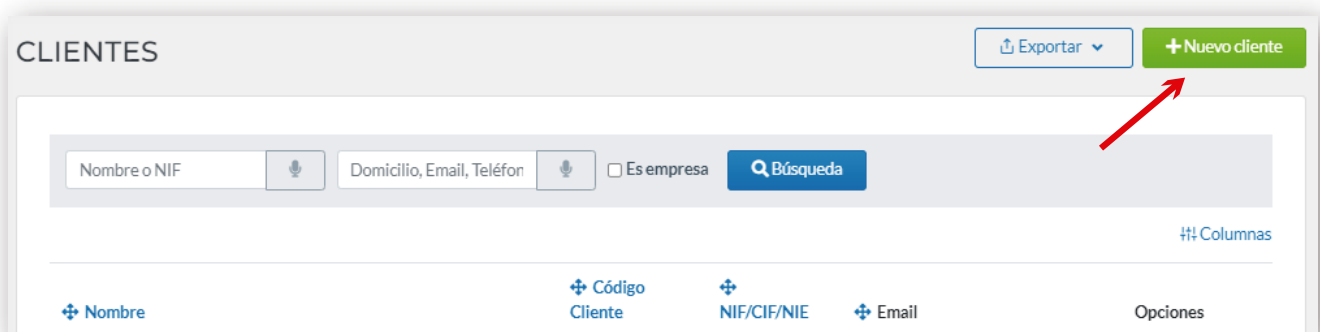 CLIENTES
Exportar
+Nuevo cliente
Nombre o NIF
Domicilio, Email, Teléfon
Es empresa
Búsqueda
Columnas
Nombre
Código
Cliente
NIF/CIF/NIE
Email
Opciones